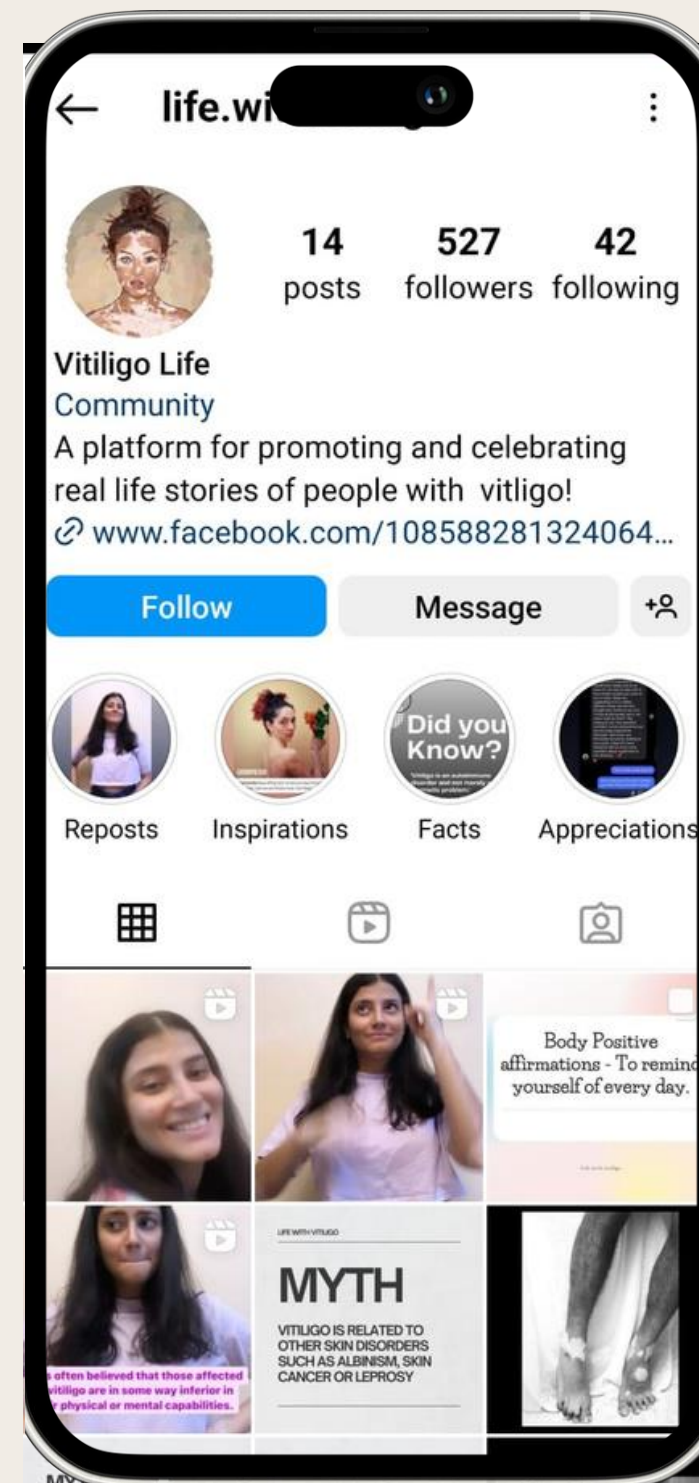 life.wi
14 527 42
posts followers following
Vitiligo Life
Community
A platform for promoting and celebrating
real life stories of people with vitligo!
www.facebook.com/108588281324064...
Follow Message
Did you
Know?
Reposts Inspirations Facts Appreciations
Body Positive
affirmations - To remind
yourself of every day.
LIFE WITH VITILIGO
MYTH
VITILIGO IS RELATED TO
OTHER SKIN DISORDERS
SUCH AS ALBINISM, SKIN
CANCER OR LEPROSY
often believed that those affected
vitiligo are in some way inferior in
physical or mental capabilities.